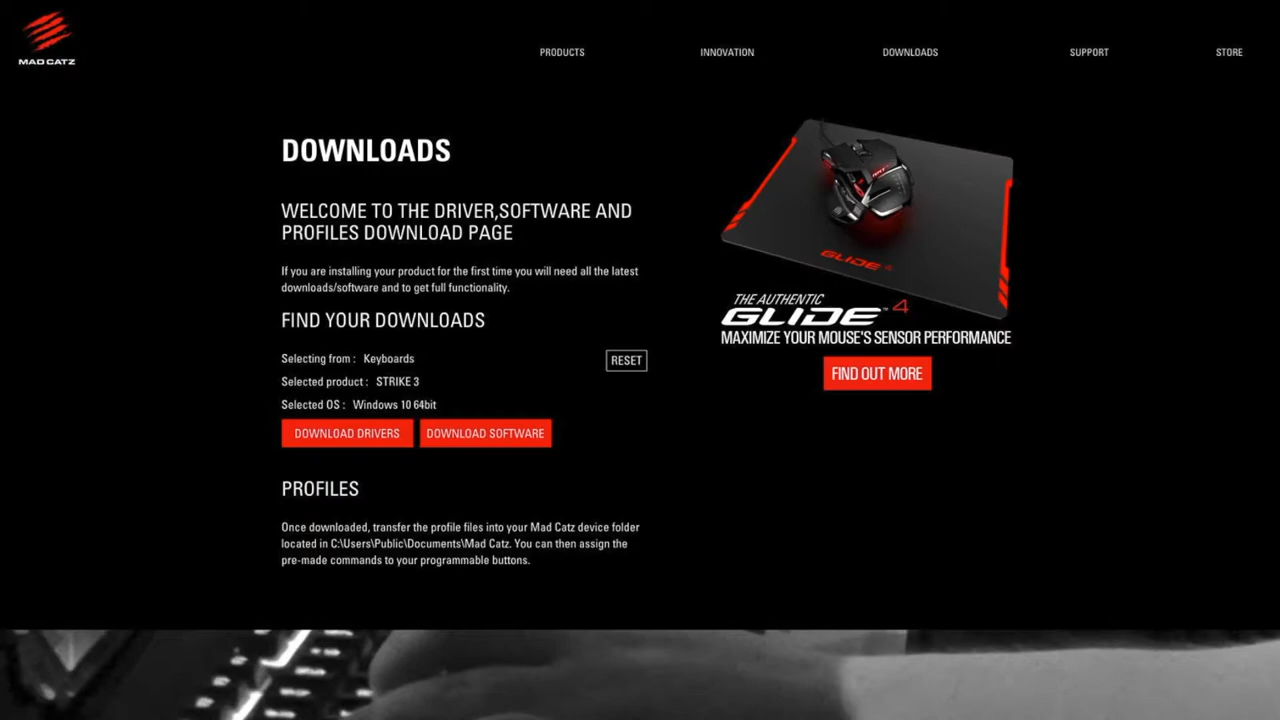 MAD CATZ
PRODUCTS
INNOVATION
DOWNLOADS
SUPPORT
STORE
DOWNLOADS
WELCOME TO THE DRIVER,SOFTWARE AND
PROFILES DOWNLOAD PAGE
If you are installing your product for the first time you will need all the latest
downloads/software and to get full functionality.
FIND YOUR DOWNLOADS
Selecting from : Keyboards
RESET
Selected product : STRIKE 3
Selected OS : Windows 10 64bit
DOWNLOAD DRIVERS
DOWNLOAD SOFTWARE
PROFILES
Once downloaded, transfer the profile files into your Mad Catz device folder
located in C:\Users\Public\Documents\Mad Catz. You can then assign the
pre-made commands to your programmable buttons.
GLIDE 4
THE AUTHENTIC
GLIDE™ 4
MAXIMIZE YOUR MOUSE'S SENSOR PERFORMANCE
FIND OUT MORE